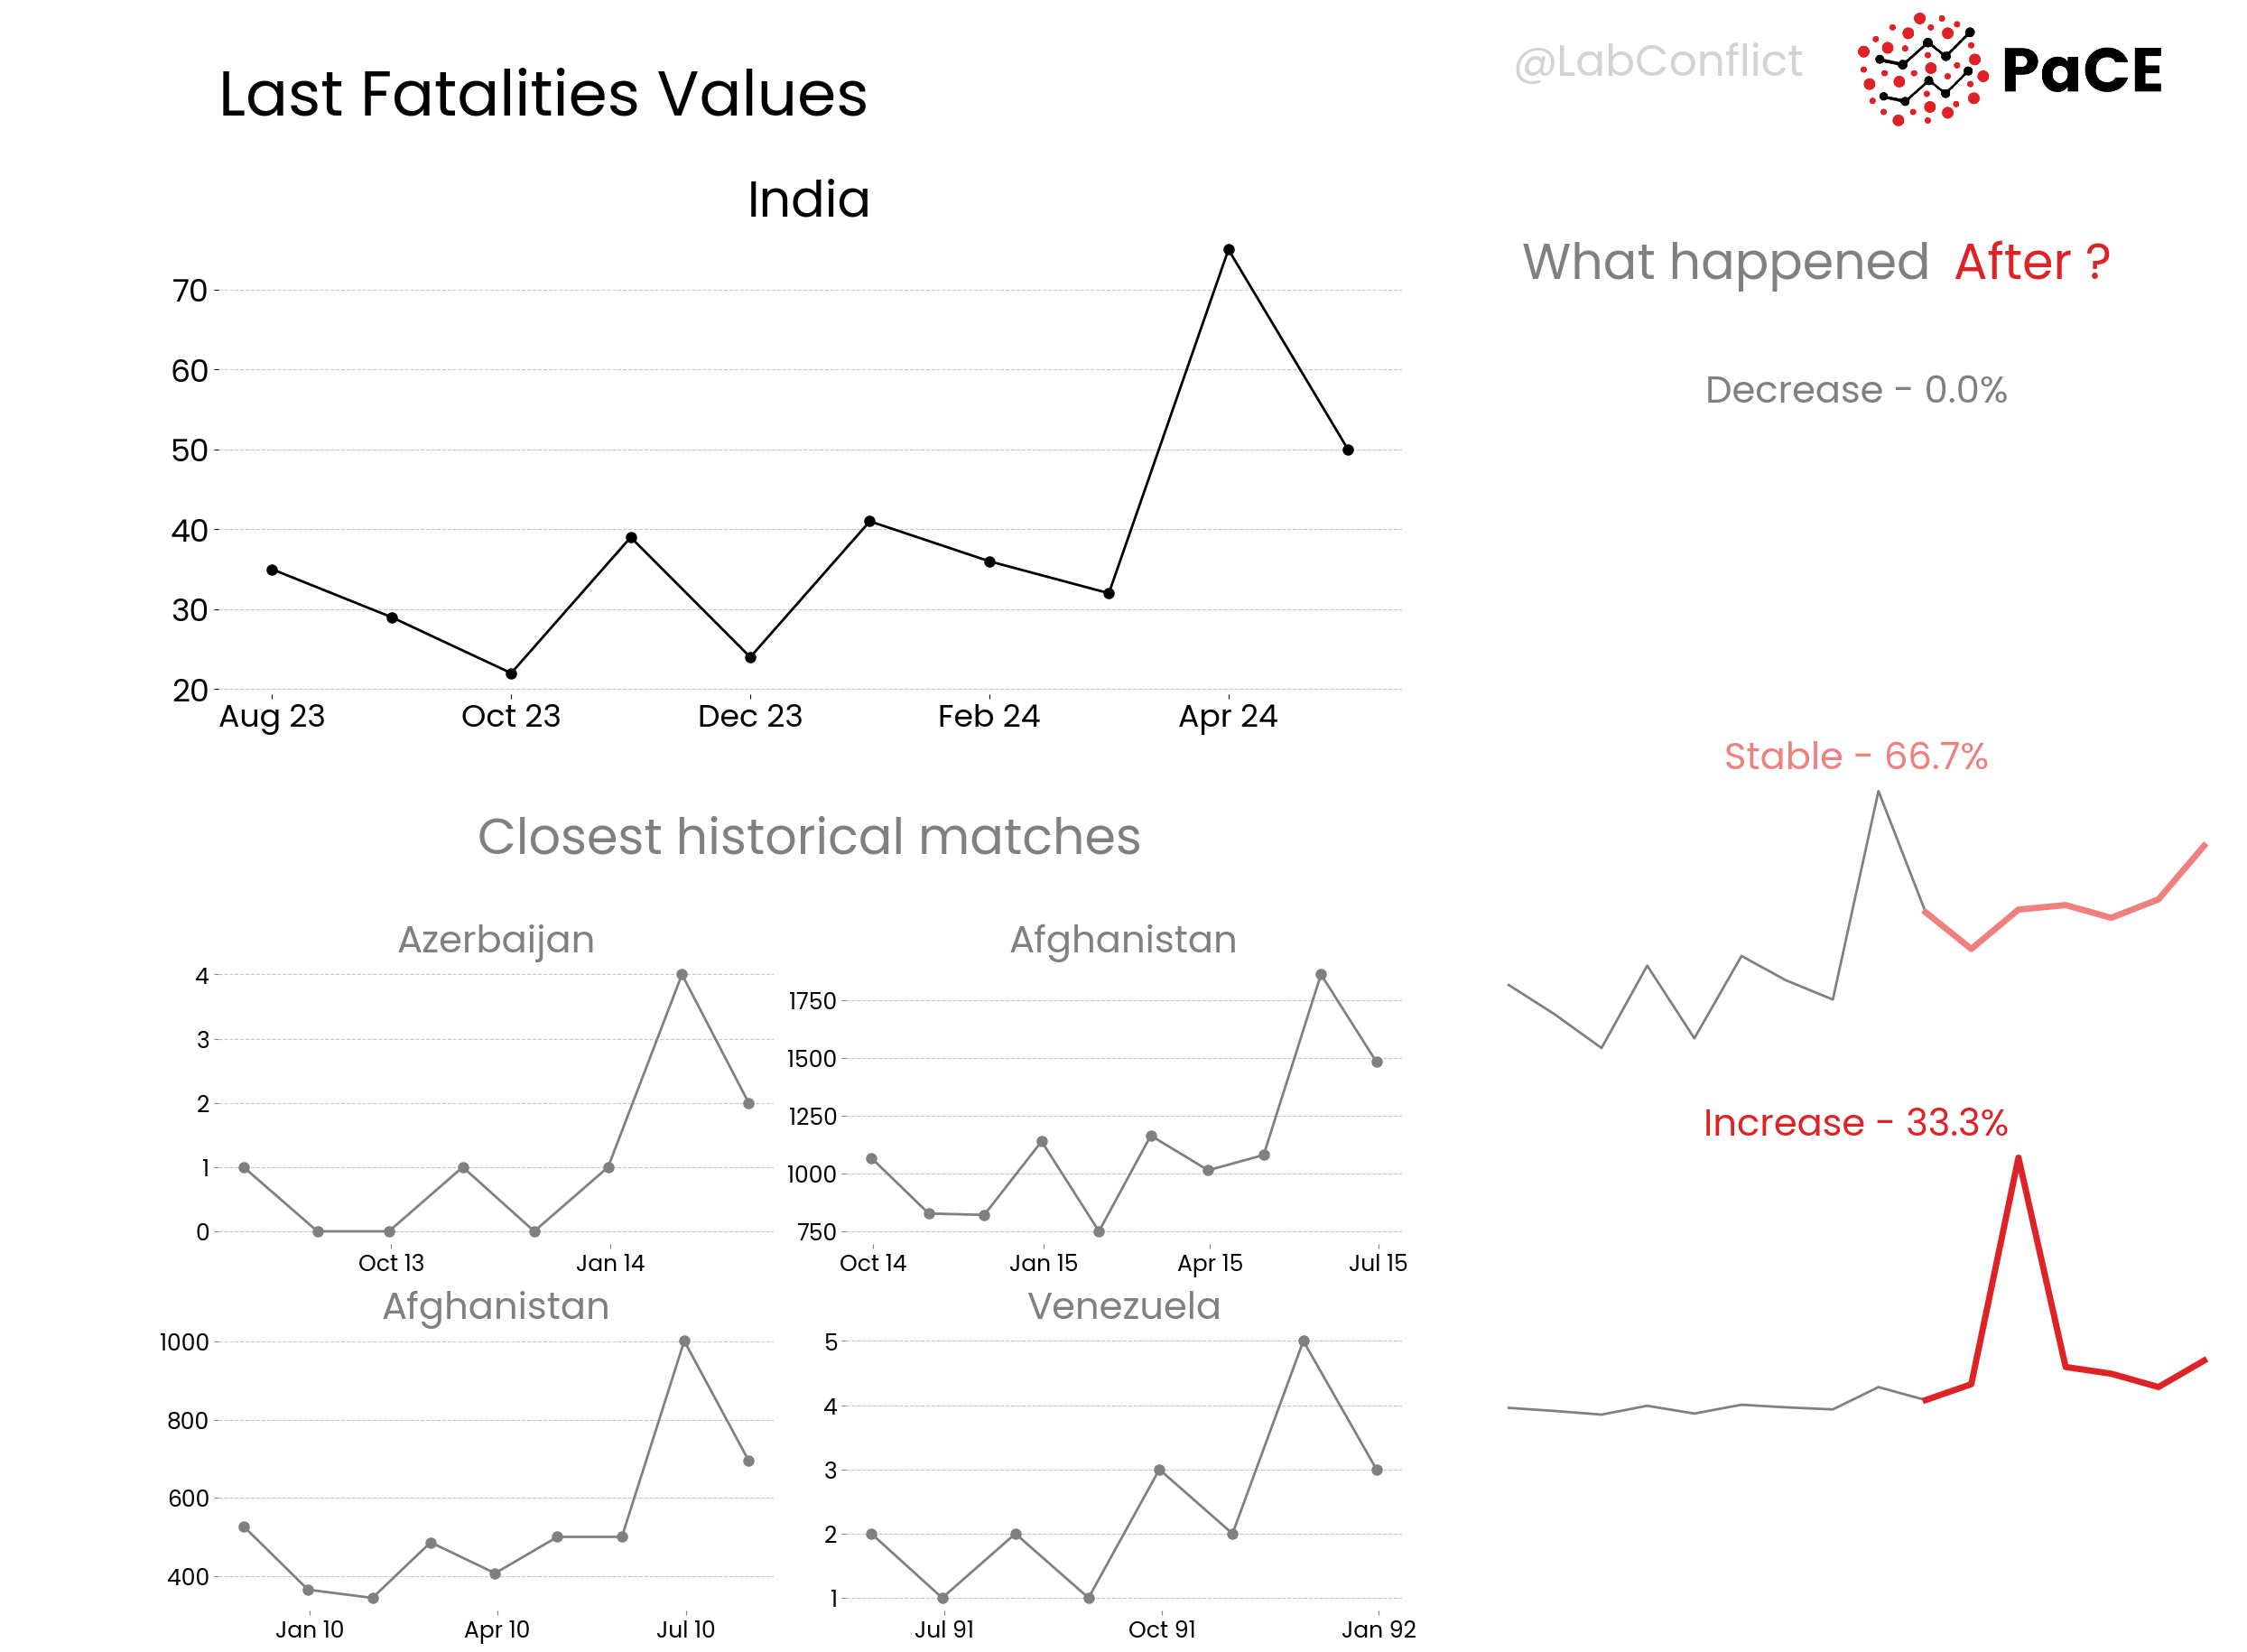 @LabConflict
PaCE
Last Fatalities Values
India
70
60
50
40
30
20
Aug 23 Oct 23 Dec 23 Feb 24 Apr 24
What happened After ?
Decrease - 0.0%
Stable - 66.7%
Increase - 33.3%
Closest historical matches
Azerbaijan
4
3
2
1
0
Oct 13 Jan 14
Afghanistan
1750
1500
1250
1000
750
Oct 14 Jan 15 Apr 15 Jul 15
Afghanistan
1000
800
600
400
Jan 10 Apr 10 Jul 10
Venezuela
5
4
3
2
1
Jul 91 Oct 91 Jan 92